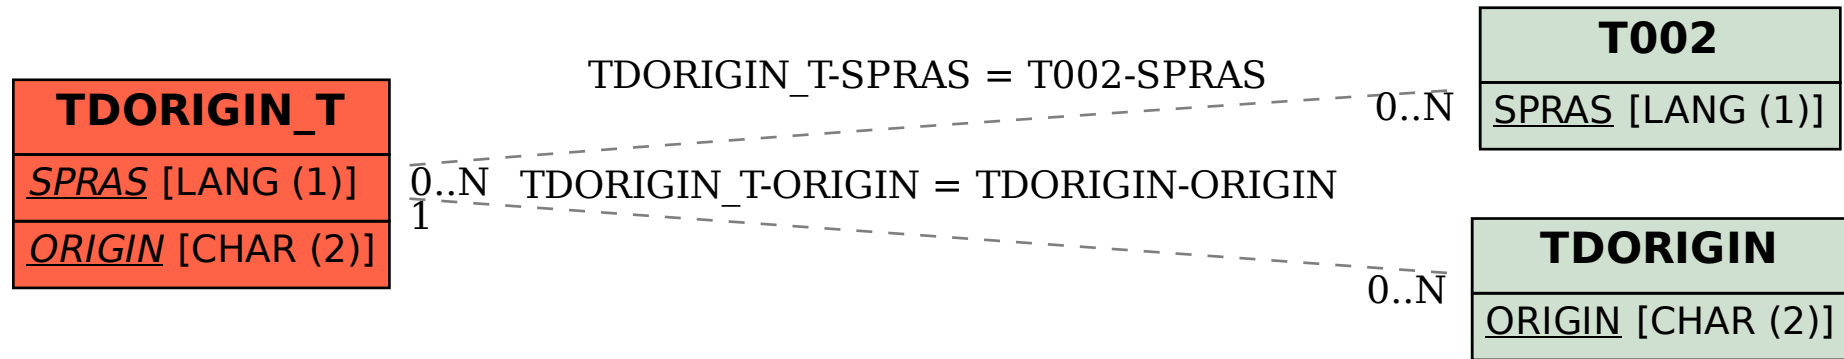 TDORIGIN_T
SPRAS [LANG (1)]
ORIGIN [CHAR (2)]
TDORIGIN_T-SPRAS = T002-SPRAS
0..N
0..N
TDORIGIN_T-ORIGIN = TDORIGIN-ORIGIN
1
0..N
T002
SPRAS [LANG (1)]
TDORIGIN
ORIGIN [CHAR (2)]